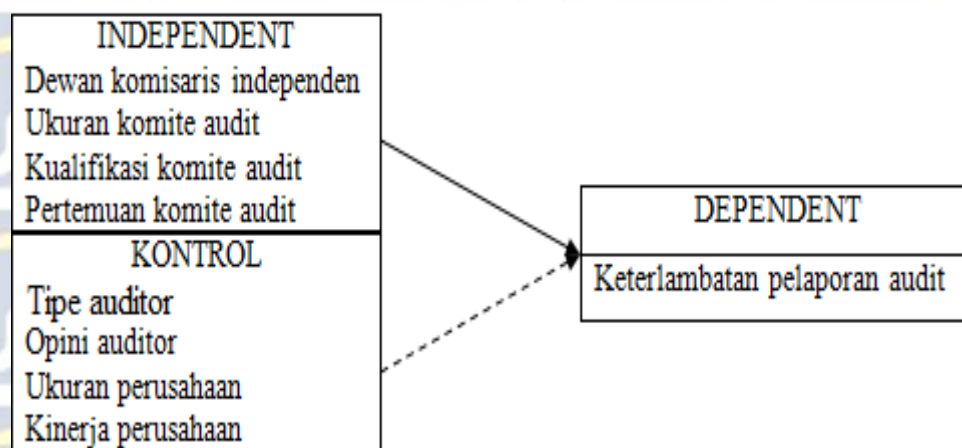 INDEPENDENT
Dewan komisaris independen
Ukuran komite audit
Kualifikasi komite audit
Pertemuan komite audit
KONTROL
Tipe auditor
Opini auditor
Ukuran perusahaan
Kinerja perusahaan
DEPENDENT
Keterlambatan pelaporan audit